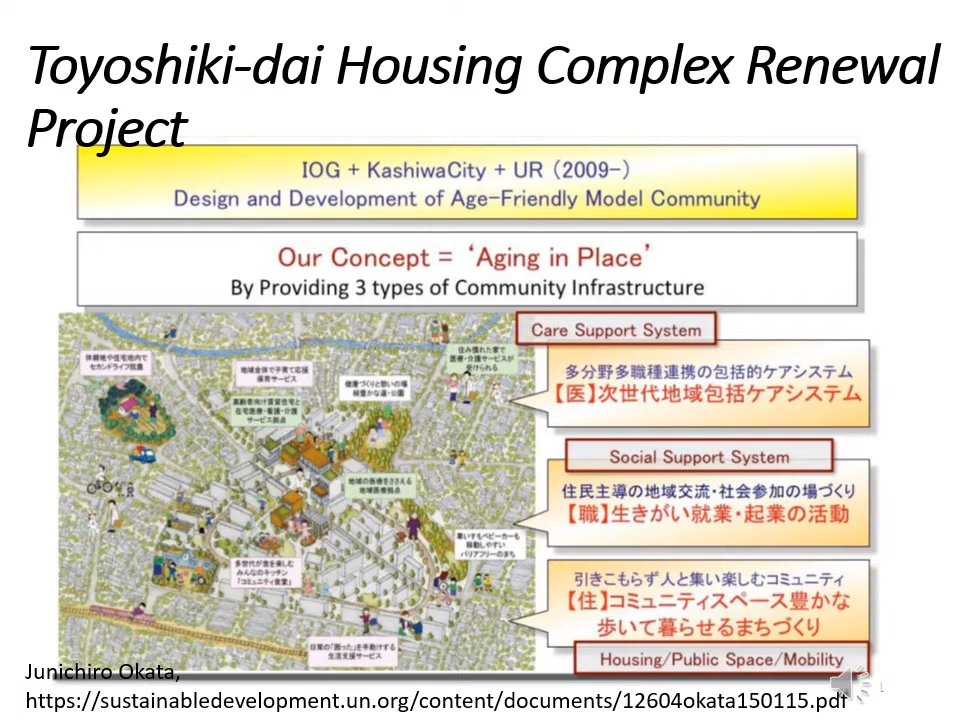 Toyoshiki-dai Housing Complex Renewal
Project
IOG + KashiwaCity + UR (2009-)
Design and Development of Age-Friendly Model Community
Our Concept = ‘Aging in Place’
By Providing 3 types of Community Infrastructure
Care Support System
多分野多職種連携の包括的ケアシステム
【医】次世代地域包括ケアシステム
Social Support System
住民主導の地域交流・社会参加の場づくり
【職】生きがい就業・起業の活動
引きこもらず人と集い楽しむコミュニティ
【住】コミュニティスペース豊かな
歩いて暮らせるまちづくり
Housing/Public Space/Mobility
休耕地や住宅地内で
セカンドライフ就農
地域全体で子育て応援
保育サービス
健康づくりと憩いの場
緑豊かな道・公園
住み慣れた家で
医療・介護サービスが
受けられる
高齢者向け賃貸住宅と
在宅医療・看護・介護
サービス拠点
地域の医療をささえる
地域医療拠点
車いすもベビーカーも
移動しやすい
バリアフリーのまち
多世代が食を楽しむ
みんなのキッチン
「コミュニティ食堂」
日常の「困った」を手助けする
生活支援サービス
Junichiro Okata,
https://sustainabledevelopment.un.org/content/documents/12604okata150115.pdf